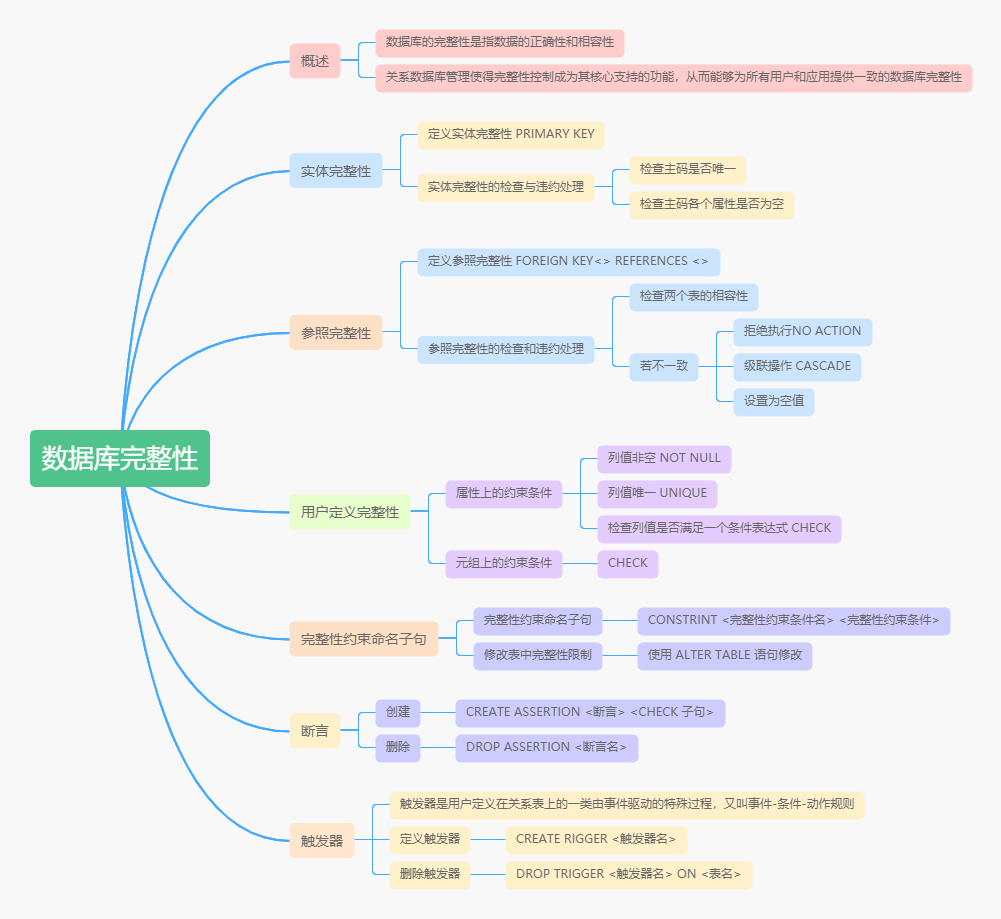 数据库完整性
概述
数据库的完整性是指数据的正确性和相容性
关系数据库管理使得完整性控制成为其核心支持的功能，从而能够为所有用户和应用提供一致的数据库完整性
实体完整性
定义实体完整性 PRIMARY KEY
实体完整性的检查与违约处理
检查主码是否唯一
检查主码各个属性是否为空
参照完整性
定义参照完整性 FOREIGN KEY<> REFERENCES <>
参照完整性的检查和违约处理
检查两个表的相容性
若不一致
拒绝执行NO ACTION
级联操作 CASCADE
设置为空值
用户定义完整性
属性上的约束条件
列值非空 NOT NULL
列值唯一 UNIQUE
检查列值是否满足一个条件表达式 CHECK
元组上的约束条件
CHECK
完整性约束命名子句
完整性约束命名子句
CONSTRINT <完整性约束条件名> <完整性约束条件>
修改表中完整性限制
使用 ALTER TABLE 语句修改
断言
创建
CREATE ASSERTION <断言> <CHECK 子句>
删除
DROP ASSERTION <断言名>
触发器
触发器是用户定义在关系表上的一类由事件驱动的特殊过程，又叫事件-条件-动作规则
定义触发器
CREATE RIGGER <触发器名>
删除触发器
DROP TRIGGER <触发器名> ON <表名>